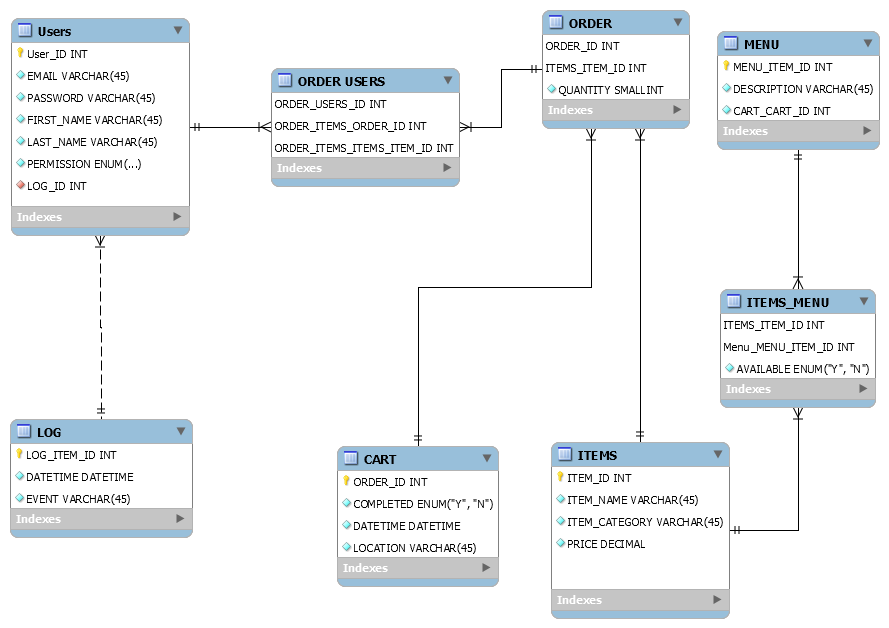 Users
User_ID INT
EMAIL VARCHAR(45)
PASSWORD VARCHAR(45)
FIRST_NAME VARCHAR(45)
LAST_NAME VARCHAR(45)
PERMISSION ENUM(...)
LOG_ID INT
Indexes
ORDER USERS
ORDER_USERS_ID INT
ORDER_ITEMS_ORDER_ID INT
ORDER_ITEMS_ITEMS_ITEM_ID INT
Indexes
ORDER
ORDER_ID INT
ITEMS_ITEM_ID INT
QUANTITY SMALLINT
Indexes
MENU
MENU_ITEM_ID INT
DESCRIPTION VARCHAR(45)
CART_CART_ID INT
Indexes
ITEMS_MENU
ITEMS_ITEM_ID INT
Menu_MENU_ITEM_ID INT
AVAILABLE ENUM("Y", "N")
Indexes
LOG
LOG_ITEM_ID INT
DATETIME DATETIME
EVENT VARCHAR(45)
Indexes
CART
ORDER_ID INT
COMPLETED ENUM("Y", "N")
DATETIME DATETIME
LOCATION VARCHAR(45)
Indexes
ITEMS
ITEM_ID INT
ITEM_NAME VARCHAR(45)
ITEM_CATEGORY VARCHAR(45)
PRICE DECIMAL
Indexes